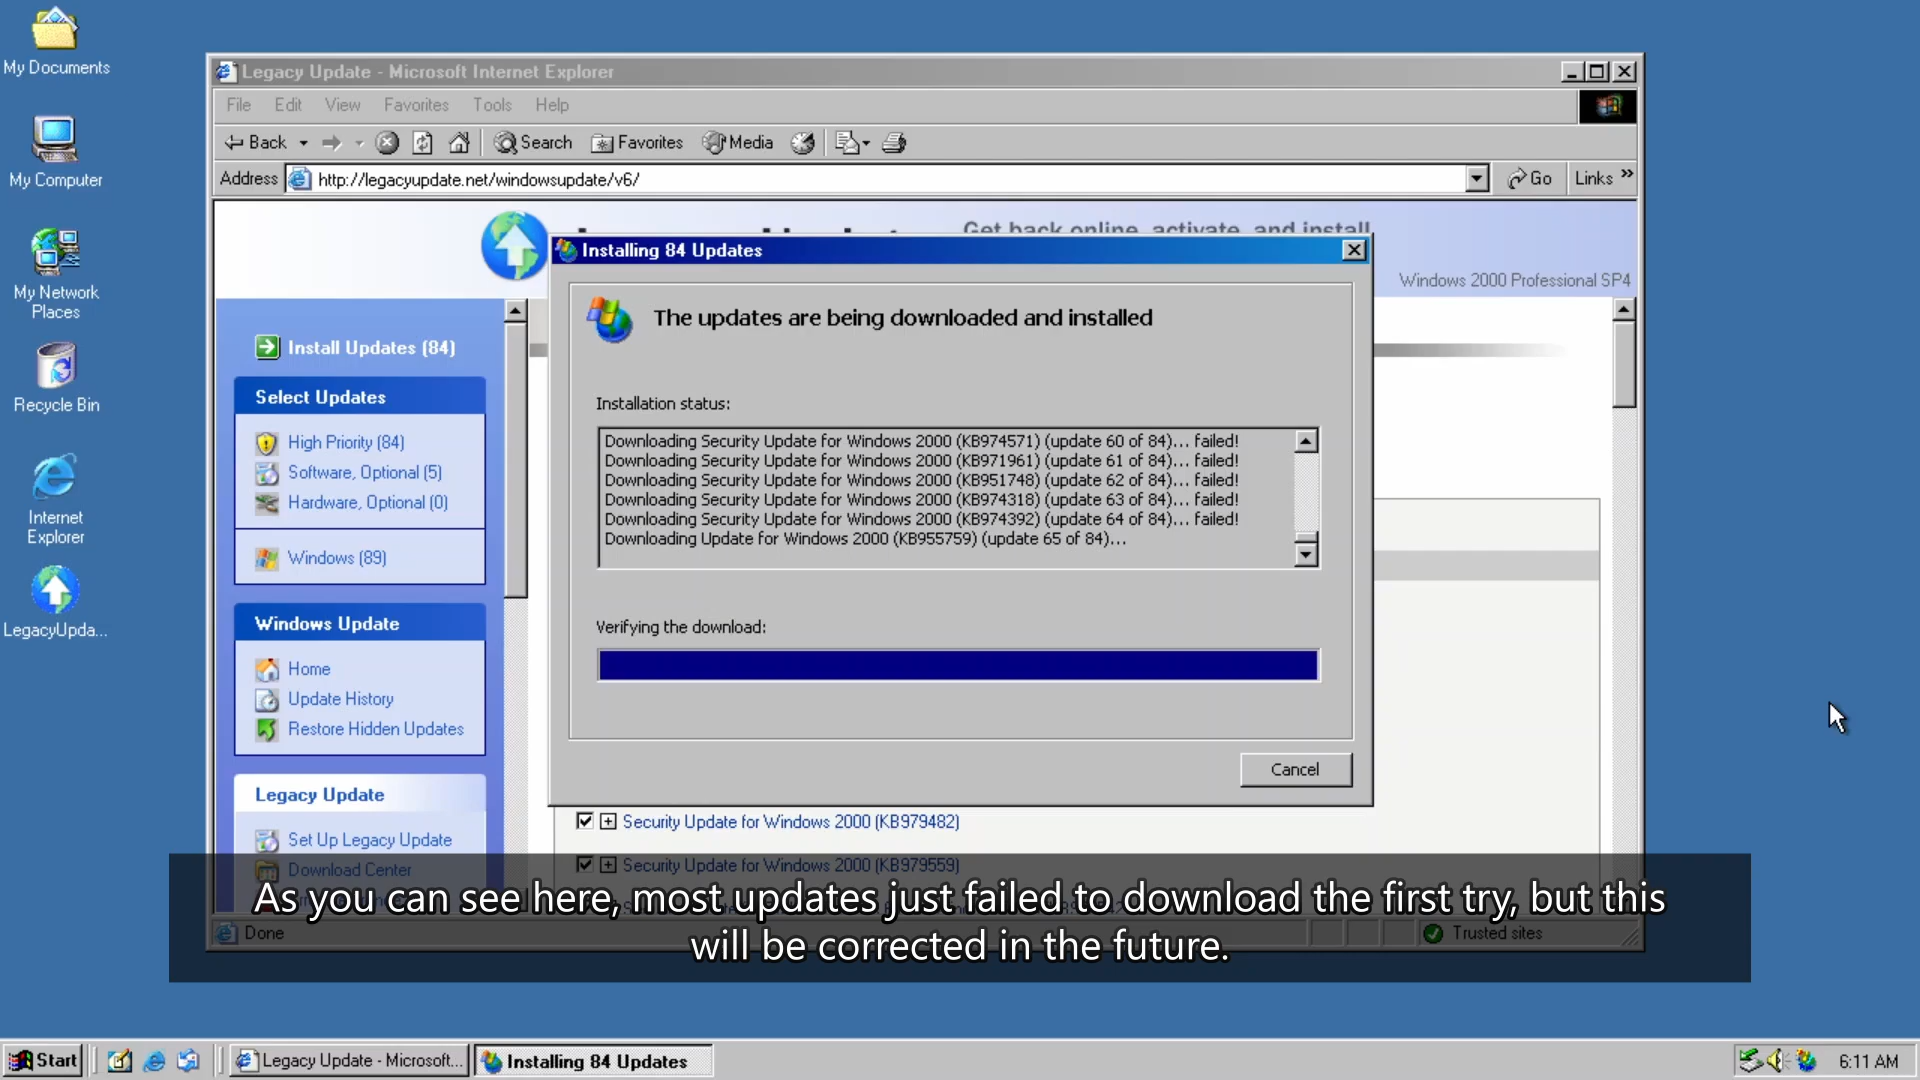 My Documents
My Computer
My Network
Places
Recycle Bin
Internet
Explorer
LegacyUpda...
Legacy Update - Microsoft Internet Explorer
File Edit View Favorites Tools Help
Back Search Favorites Media
Address http://legacyupdate.net/windowsupdate/v6/ Go Links »
Get back online, activate, and install
Windows 2000 Professional SP4
Install Updates (84)
Select Updates
High Priority (84)
Software, Optional (5)
Hardware, Optional (0)
Windows (89)
Windows Update
Home
Update History
Restore Hidden Updates
Legacy Update
Set Up Legacy Update
Download Center
Installing 84 Updates
The updates are being downloaded and installed
Installation status:
Downloading Security Update for Windows 2000 (KB974571) (update 60 of 84)... failed!
Downloading Security Update for Windows 2000 (KB971961) (update 61 of 84)... failed!
Downloading Security Update for Windows 2000 (KB951748) (update 62 of 84)... failed!
Downloading Security Update for Windows 2000 (KB974318) (update 63 of 84)... failed!
Downloading Security Update for Windows 2000 (KB974392) (update 64 of 84)... failed!
Downloading Update for Windows 2000 (KB955759) (update 65 of 84)...
Verifying the download:
Cancel
Security Update for Windows 2000 (KB979482)
Security Update for Windows 2000 (KB979559)
As you can see here, most updates just failed to download the first try, but this
will be corrected in the future.
Done
Trusted sites
Start
Legacy Update - Microsoft...
Installing 84 Updates
6:11 AM